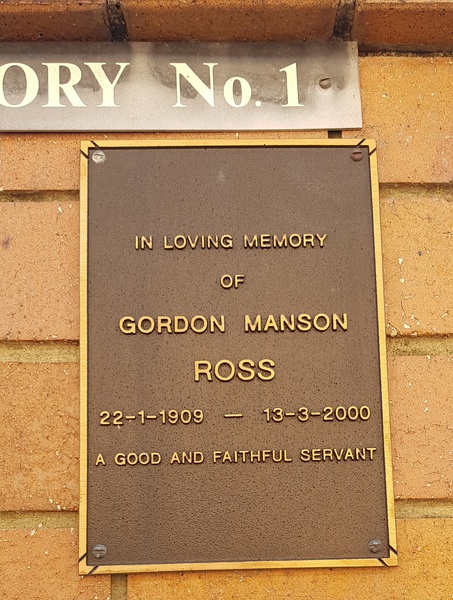 ORY No. 1
IN LOVING MEMORY
OF
GORDON MANSON
ROSS
22-1-1909 — 13-3-2000
A GOOD AND FAITHFUL SERVANT